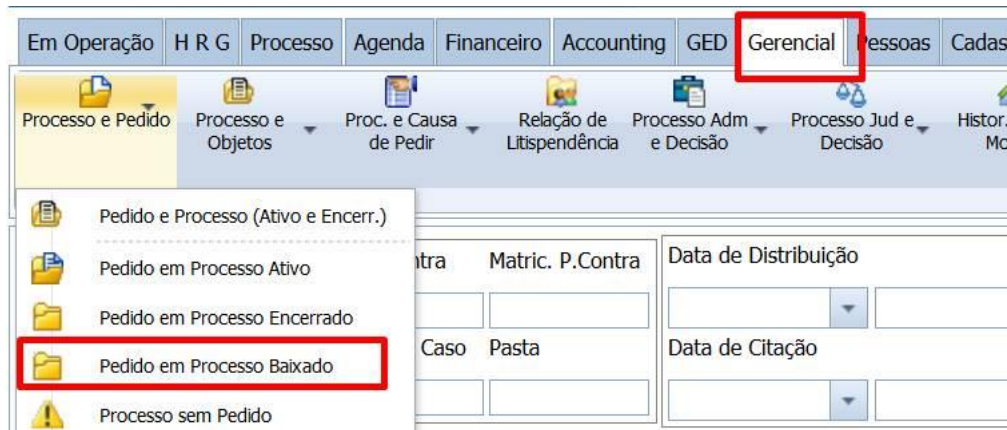 Em Operação H R G Processo Agenda Financeiro Accounting GED Gerencial Pessoas
Processo e Pedido Processo e Objetos Proc. e Causa de Pedir Relação de Litispendência Processo Adm e Decisão Processo Jud e Decisão Histor.
Pedido e Processo (Ativo e Encerr.)
Pedido em Processo Ativo
Pedido em Processo Encerrado
Pedido em Processo Baixado
Processo sem Pedido
Matric. P.Contra Data de Distribuição
Caso Pasta Data de Citação